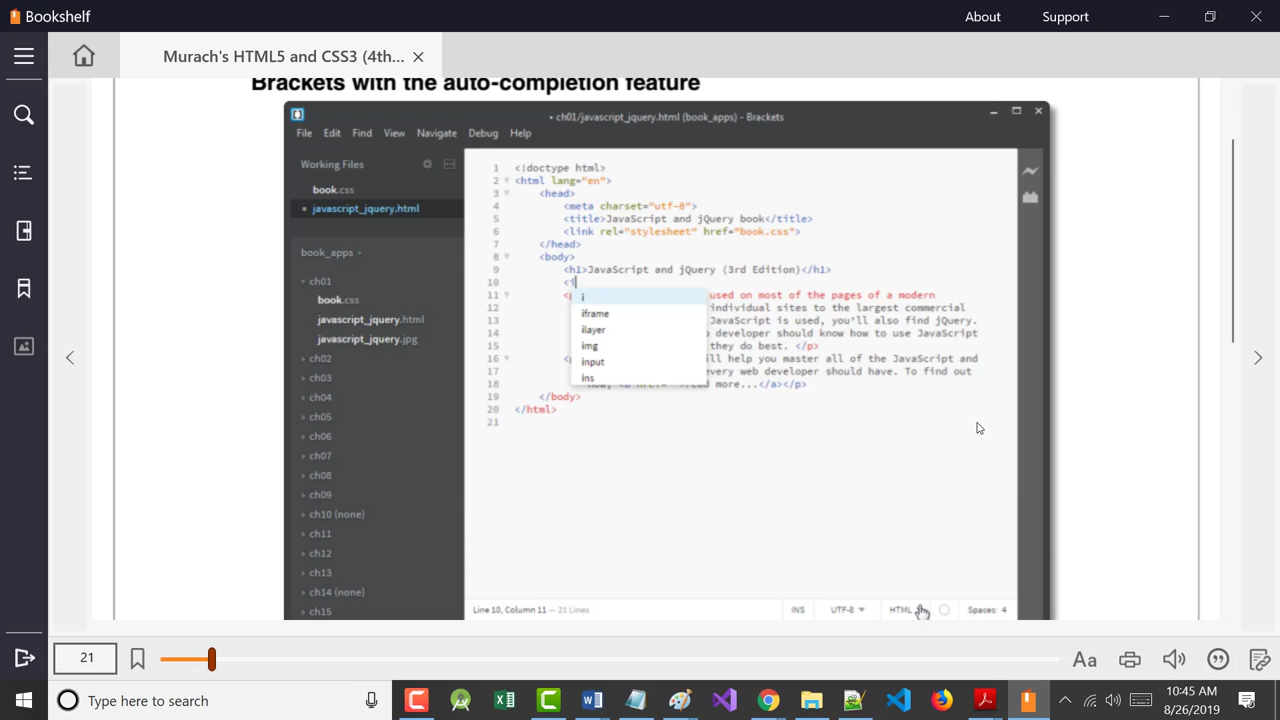 Bookshelf
About Support
Murach's HTML5 and CSS3 (4th...
Brackets with the auto-completion feature
• ch01/javascript_jquery.html (book_apps) - Brackets
File Edit Find View Navigate Debug Help
Working Files
book.css
• javascript_jquery.html
book_apps
ch01
book.css
javascript_jquery.html
javascript_jquery.jpg
ch02
ch03
ch04
ch05
ch06
ch07
ch08
ch09
ch10 (none)
ch11
ch12
ch13
ch14 (none)
ch15
1 <!doctype html>
2 <html lang="en">
3 <head>
4 <meta charset="utf-8">
5 <title>JavaScript and jQuery book</title>
6 <link rel="stylesheet" href="book.css">
7 </head>
8 <body>
9 <h1>JavaScript and jQuery (3rd Edition)</h1>
10 <i
11 <p used on most of the pages of a modern
12 individual sites to the largest commercial
13 JavaScript is used, you'll also find jQuery.
14 developer should know how to use JavaScript
15 they do best. </p>
16 <p ll help you master all of the JavaScript and
17 every web developer should have. To find out
18 more...</a></p>
19 </body>
20 </html>
21
i
iframe
ilayer
img
input
ins
Line 10, Column 11 — 21 Lines
INS UTF-8 HTML Spaces: 4
21
Aa
Type here to search
10:45 AM
8/26/2019